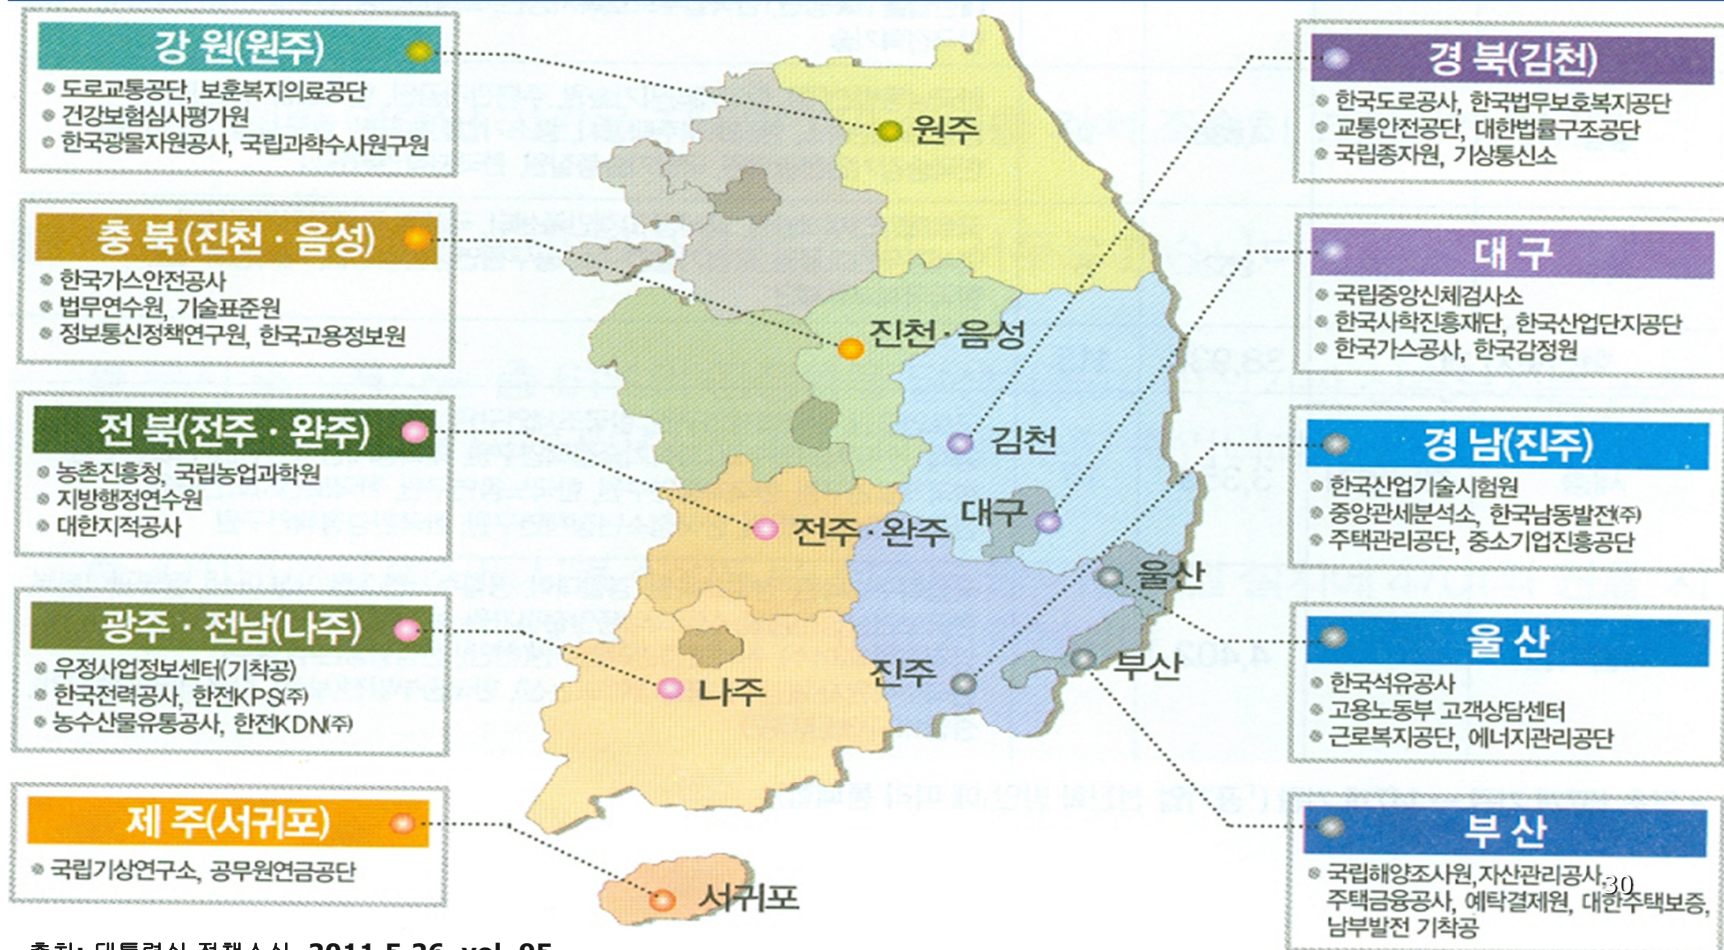 강 원(원주)
도로교통공단, 보훈복지의료공단
건강보험심사평가원
한국광물자원공사, 국립과학수사원구원
충 북(진천 · 음성)
한국가스안전공사
법무연수원, 기술표준원
정보통신정책연구원, 한국고용정보원
전 북(전주 · 완주)
농촌진흥청, 국립농업과학원
지방행정연수원
대한지적공사
광주 · 전남(나주)
우정사업정보센터(기착공)
한국전력공사, 한전KPS㈜
농수산물유통공사, 한전KDN㈜
제 주(서귀포)
국립기상연구소, 공무원연금공단
원주
진천·음성
김천
대구
전주·완주
울산
부산
진주
나주
서귀포
경 북(김천)
한국도로공사, 한국법무보호복지공단
교통안전공단, 대한법률구조공단
국립종자원, 기상통신소
대 구
국립중앙신체검사소
한국사학진흥재단, 한국산업단지공단
한국가스공사, 한국감정원
경 남(진주)
한국산업기술시험원
중앙관세분석소, 한국남동발전㈜
주택관리공단, 중소기업진흥공단
울 산
한국석유공사
고용노동부 고객상담센터
근로복지공단, 에너지관리공단
부 산
국립해양조사원,자산관리공사,
주택금융공사, 예탁결제원, 대한주택보증,
남부발전 기착공
30
출처: 대통령실 정책소식, 2011.5.26, vol. 95